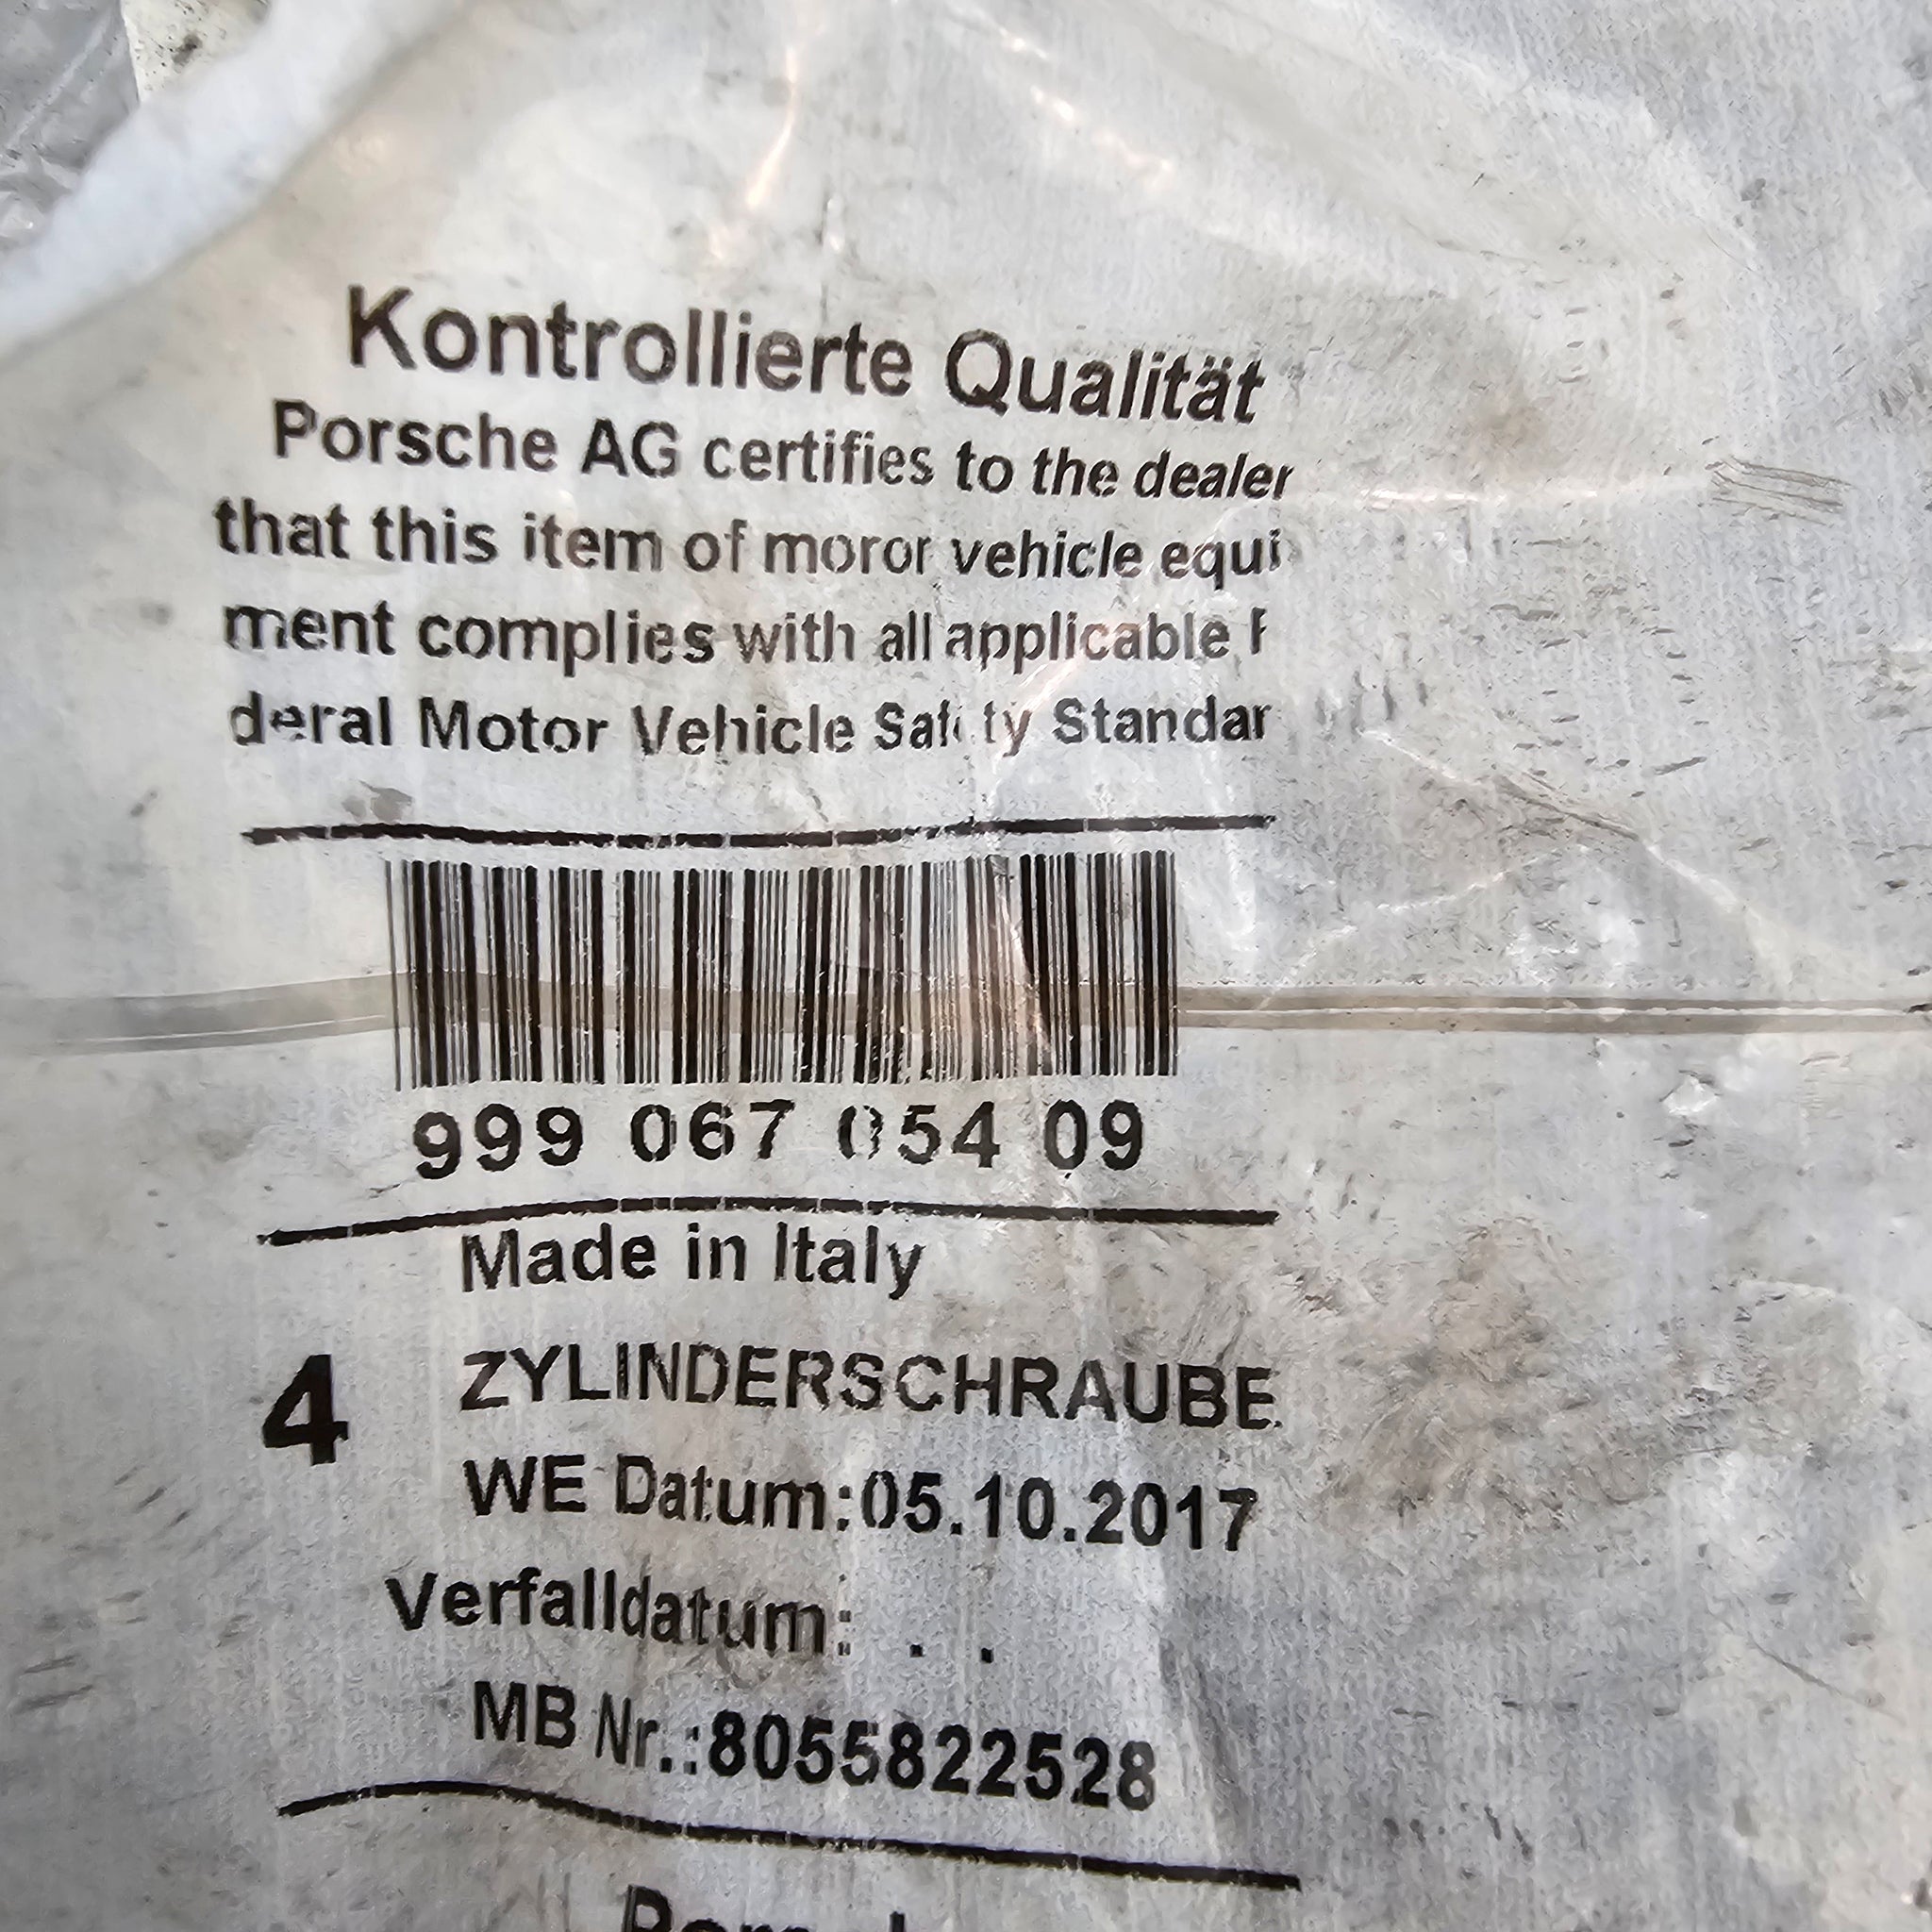 Kontrollierte Qualität
Porsche AG certifies to the dealer
that this item of moror vehicle equi
ment complies with all applicable F
deral Motor Vehicle Safety Standar
999 067 054 09
Made in Italy
4 ZYLINDERSCHRAUBE
WE Datum:05.10.2017
Verfalldatum: . .
MB Nr.:8055822528